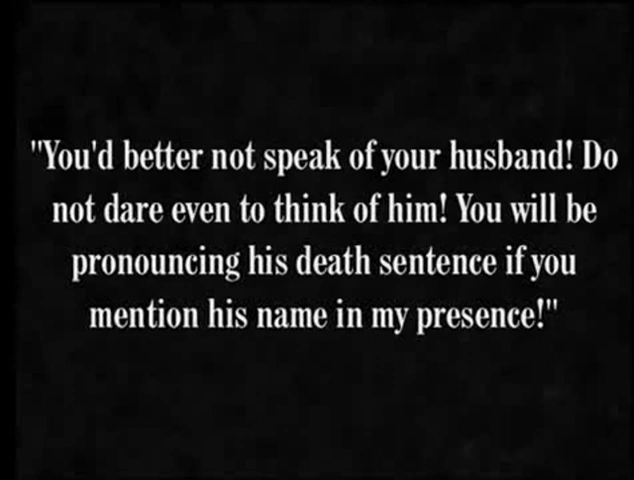 "You'd better not speak of your husband! Do
not dare even to think of him! You will be
pronouncing his death sentence if you
mention his name in my presence!"